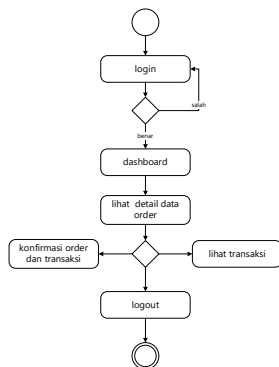 login
salah
benar
dashboard
lihat detail data
order
konfirmasi order
dan transaksi
lihat transaksi
logout